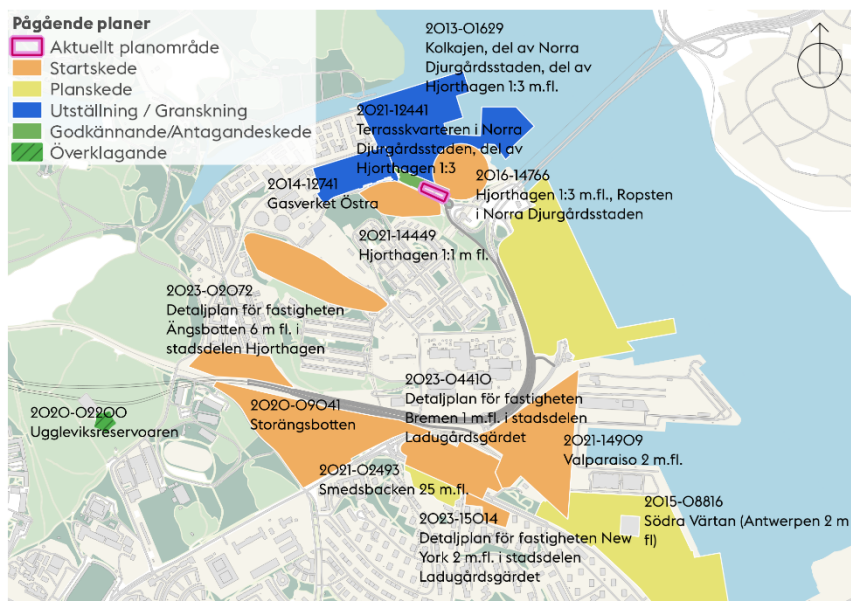 Pågående planer
Aktuellt planområde
Startskede
Planskede
Utställning / Granskning
Godkännande/Antagandeskede
Överklagande
2013-01629
Kolkajen, del av Norra
Djurgårdsstaden, del av
Hjorthagen 1:3 m.fl.
2021-12441
Terrasskvarteren i Norra
Djurgårdsstaden, del av
Hjorthagen 1:3
2014-12741
Gasverket Östra
2016-14766
Hjorthagen 1:3 m.fl., Ropsten
i Norra Djurgårdsstaden
2021-14449
Hjorthagen 1:1 m fl.
2023-02072
Detaljplan för fastigheten
Ängsbotten 6 m fl. i
stadsdelen Hjorthagen
2020-02200
Uggleviksreservoaren
2020-09041
Storängsbotten
2023-04410
Detaljplan för fastigheten
Bremen 1 m.fl. i stadsdelen
Ladugårdsgärdet
2021-14909
Valparaiso 2 m.fl.
2021-02493
Smedsbacken 25 m.fl.
2015-08816
Södra Värtan (Antwerpen 2 m
fl)
2023-15014
Detaljplan för fastigheten New
York 2 m.fl. i stadsdelen
Ladugårdsgärdet